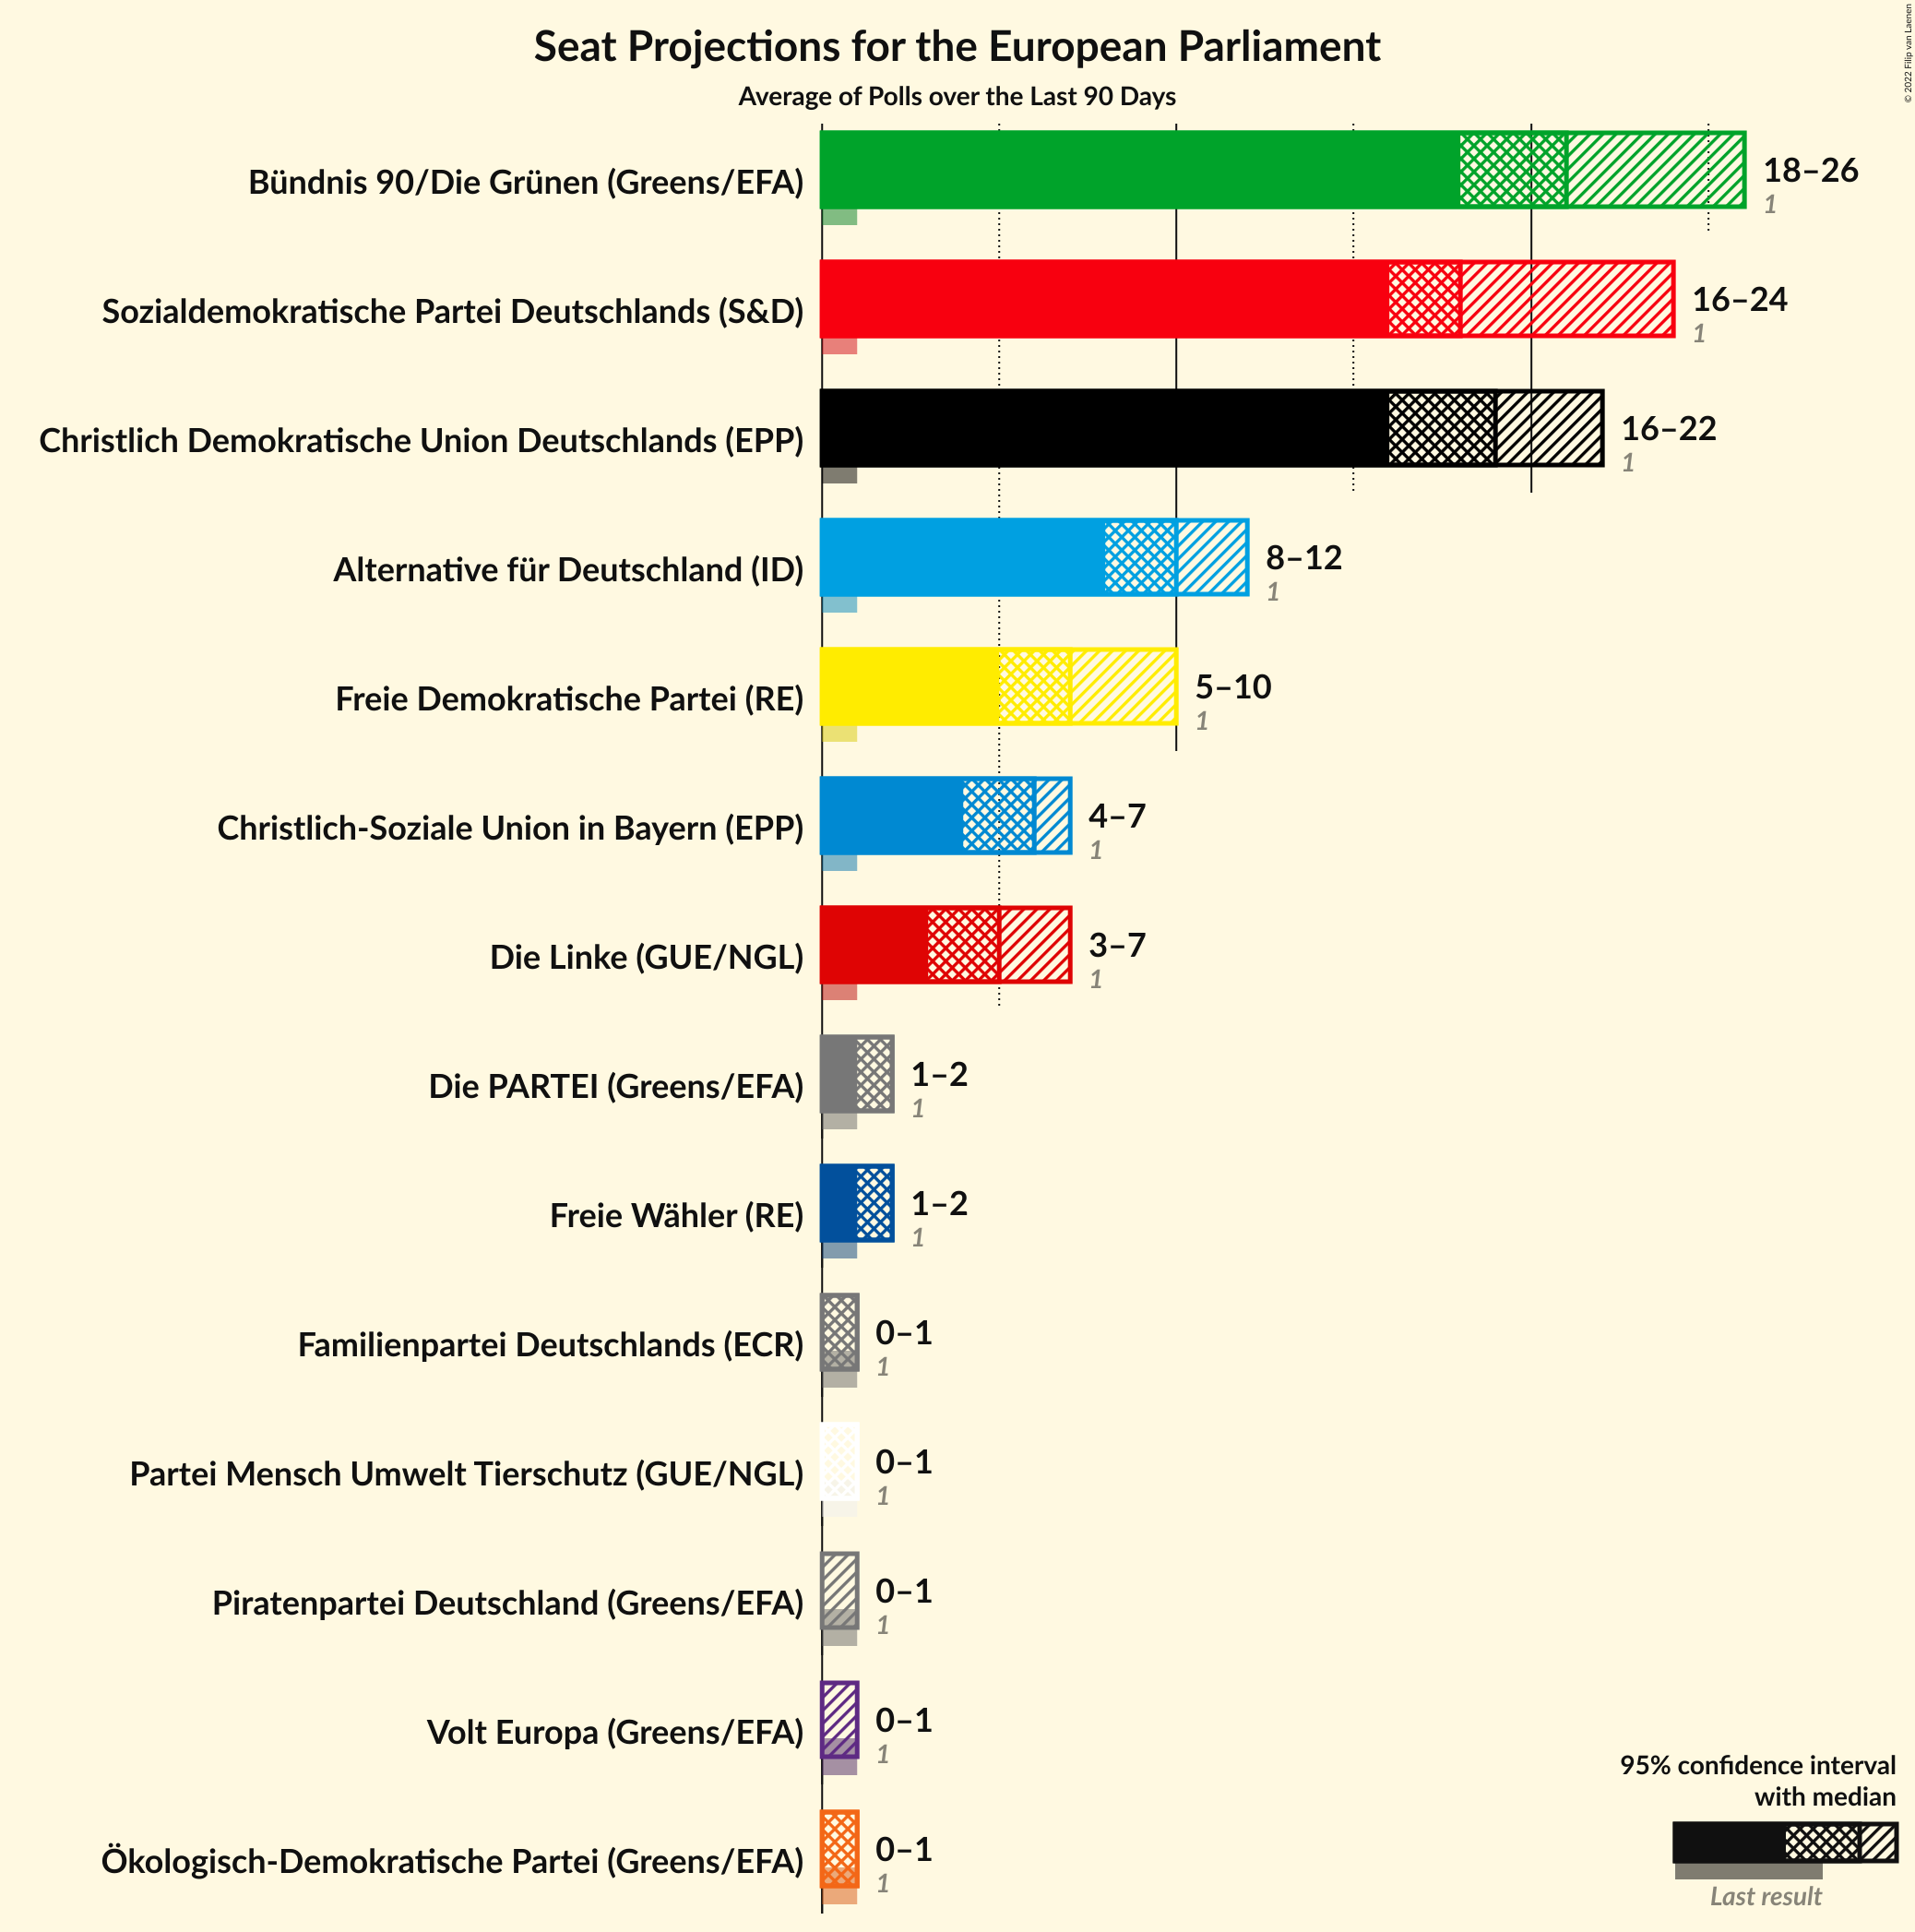 Seat Projections for the European Parliament
Average of Polls over the Last 90 Days
© 2022 Filip van Laenen
Bündnis 90/Die Grünen (Greens/EFA)
18–26
1
Sozialdemokratische Partei Deutschlands (S&D)
16–24
1
Christlich Demokratische Union Deutschlands (EPP)
16–22
1
Alternative für Deutschland (ID)
8–12
1
Freie Demokratische Partei (RE)
5–10
1
Christlich-Soziale Union in Bayern (EPP)
4–7
1
Die Linke (GUE/NGL)
3–7
1
Die PARTEI (Greens/EFA)
1–2
1
Freie Wähler (RE)
1–2
1
Familienpartei Deutschlands (ECR)
0–1
1
Partei Mensch Umwelt Tierschutz (GUE/NGL)
0–1
1
Piratenpartei Deutschland (Greens/EFA)
0–1
1
Volt Europa (Greens/EFA)
0–1
1
Ökologisch-Demokratische Partei (Greens/EFA)
0–1
1
95% confidence interval
with median
Last result